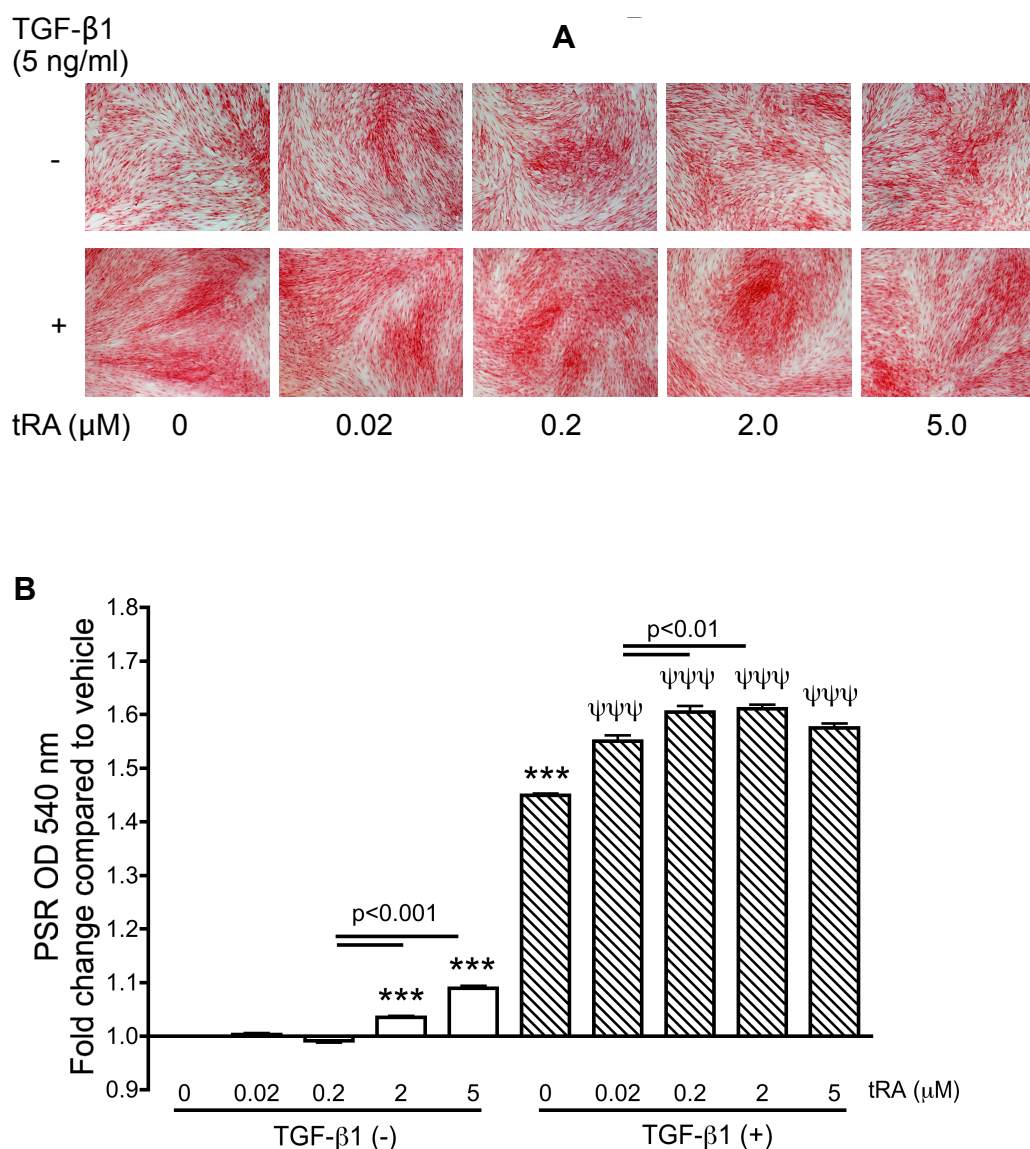 TGF-β1
(5 ng/ml)
A
-
+
tRA (μM) 0 0.02 0.2 2.0 5.0
B
PSR OD 540 nm
Fold change compared to vehicle
1.8
1.7
1.6
1.5
1.4
1.3
1.2
1.1
1.0
0.9
p<0.001
***
***
p<0.01
***
ψψψ
ψψψ
ψψψ
ψψψ
0 0.02 0.2 2 5 0 0.02 0.2 2 5 tRA (μM)
TGF-β1 (-) TGF-β1 (+)